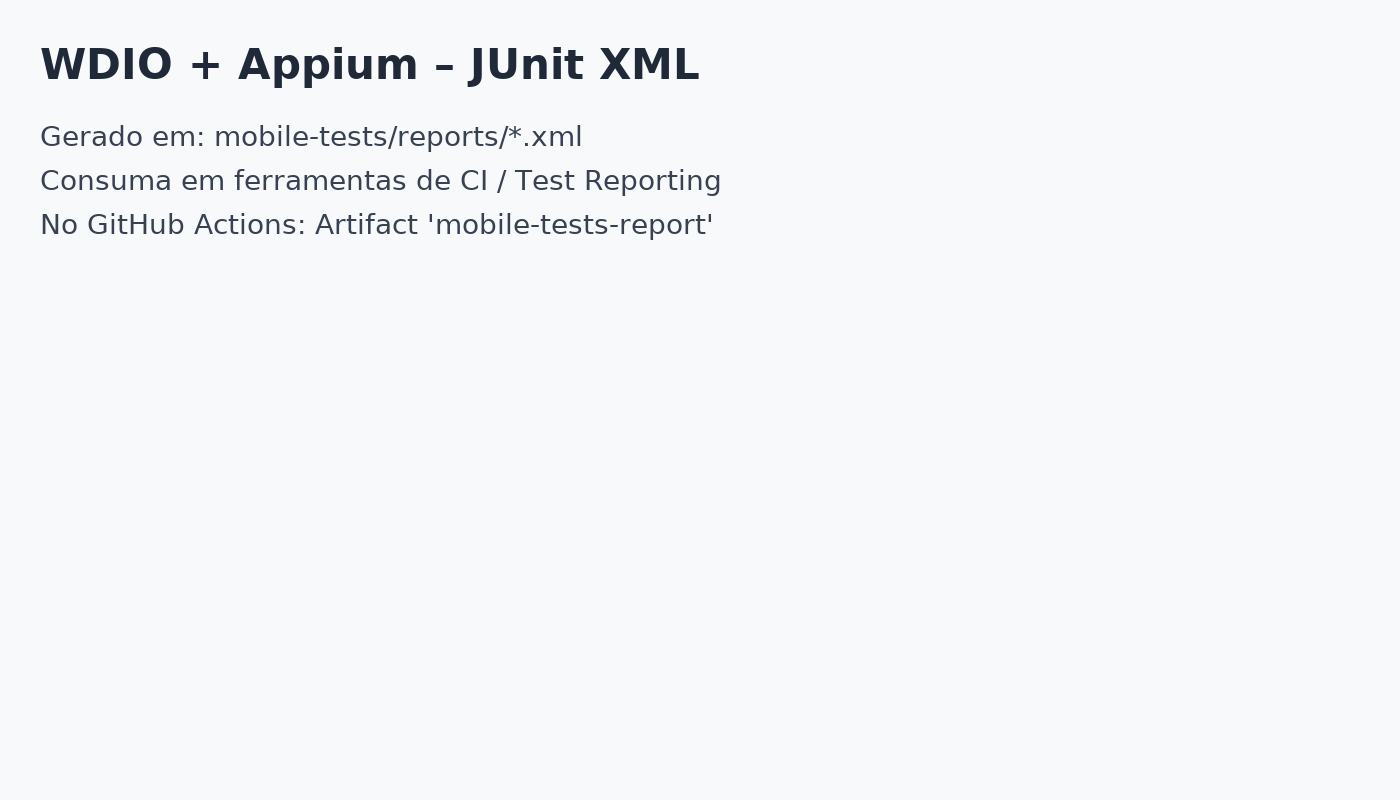 WDIO + Appium – JUnit XML
Gerado em: mobile-tests/reports/*.xml
Consuma em ferramentas de CI / Test Reporting
No GitHub Actions: Artifact 'mobile-tests-report'